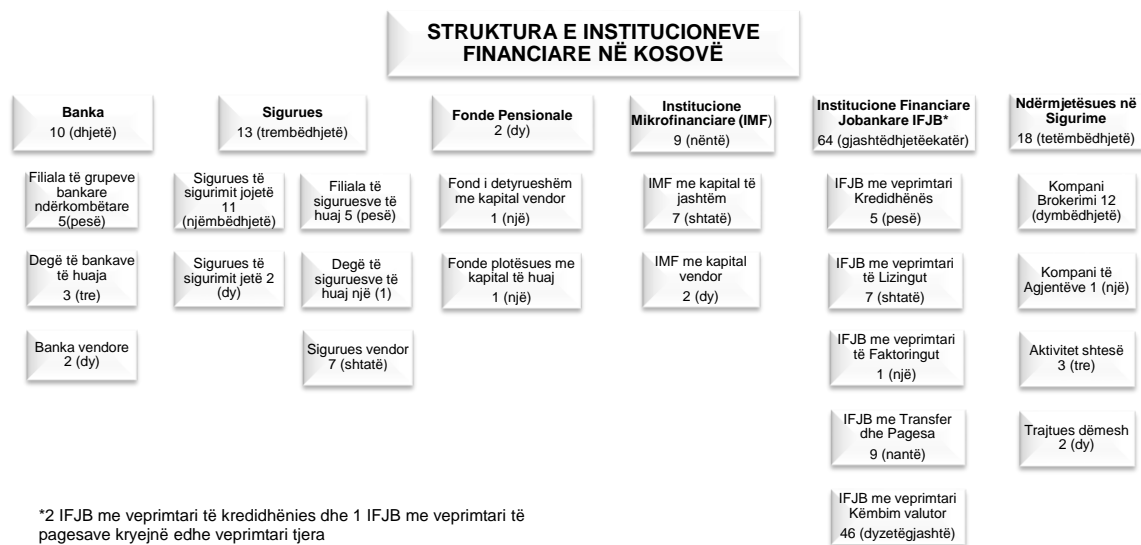 STRUKTURA E INSTITUCIONEVE
FINANCIARE NË KOSOVË
Banka
10 (dhjetë)
Filiala të grupeve
bankare
ndërkombëtare
5(pesë)
Degë të bankave
të huaja
3 (tre)
Banka vendore
2 (dy)
Sigurues
13 (trembëdhjetë)
Sigurues të
sigurimit jojetë
11
(njëmbëdhjetë)
Sigurues të
sigurimit jetë 2
(dy)
Filiala të
siguruesve të
huaj 5 (pesë)
Degë të
siguruesve të
huaj një (1)
Sigurues vendor
7 (shtatë)
Fonde Pensionale
2 (dy)
Fond i detyrueshëm
me kapital vendor
1 (një)
Fonde plotësues me
kapital të huaj
1 (një)
Institucione
Mikrofinanciare (IMF)
9 (nëntë)
IMF me kapital të
jashtëm
7 (shtatë)
IMF me kapital
vendor
2 (dy)
Institucione Financiare
Jobankare IFJB*
64 (gjashtëdhjetëekatër)
IFJB me veprimtari
Kredidhënës
5 (pesë)
IFJB me veprimtari
të Lizingut
7 (shtatë)
IFJB me veprimtari
të Faktoringut
1 (një)
IFJB me Transfer
dhe Pagesa
9 (nantë)
IFJB me veprimtari
Këmbim valutor
46 (dyzetëgjashtë)
Ndërmjetësues në
Sigurime
18 (tetëmbëdhjetë)
Kompani
Brokerimi 12
(dymbëdhjetë)
Kompani të
Agjentëve 1 (një)
Aktivitet shtesë
3 (tre)
Trajtues dëmesh
2 (dy)
*2 IFJB me veprimtari të kredidhënies dhe 1 IFJB me veprimtari të
pagesave kryejnë edhe veprimtari tjera